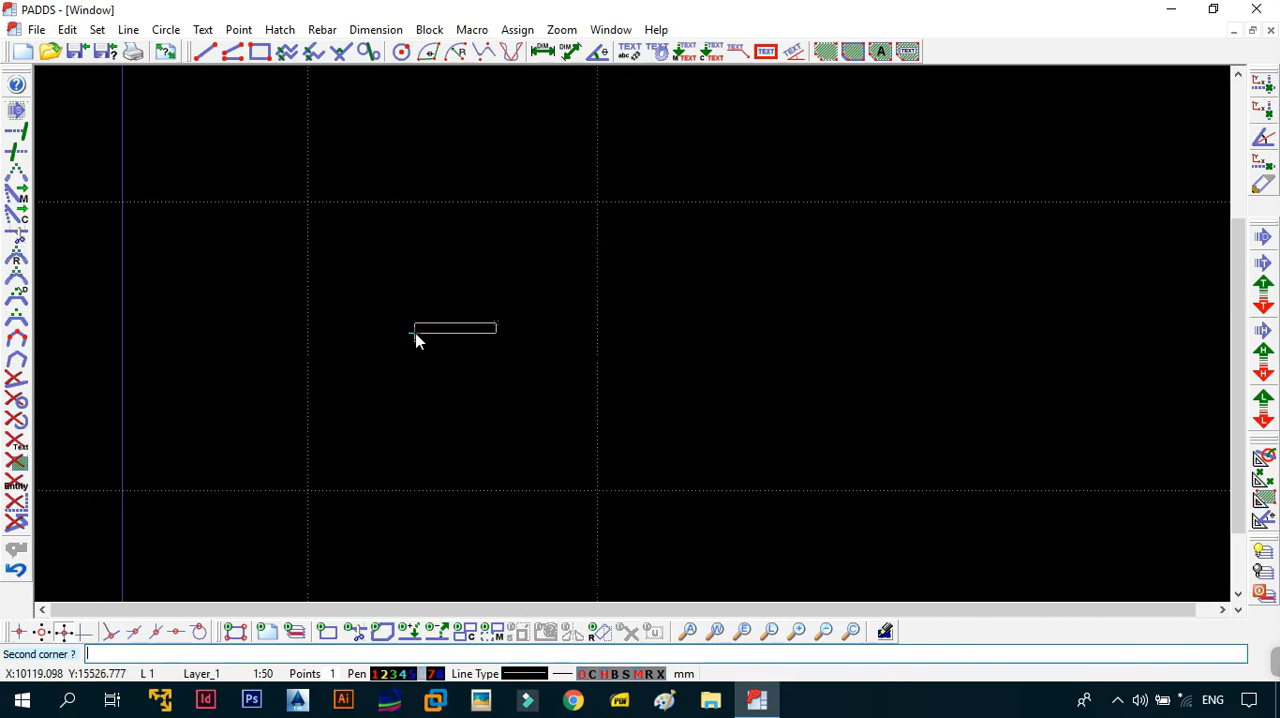 PADDS - [Window]
File Edit Set Line Circle Text Point Hatch Rebar Dimension Block Macro Assign Zoom Window Help
Second corner ?
X:10119.098 Y:15526.777 L 1 Layer_1 1:50 Points 1 Pen 1 2 3 4 5 7 6 Line Type O C H B S M R X mm
ENG